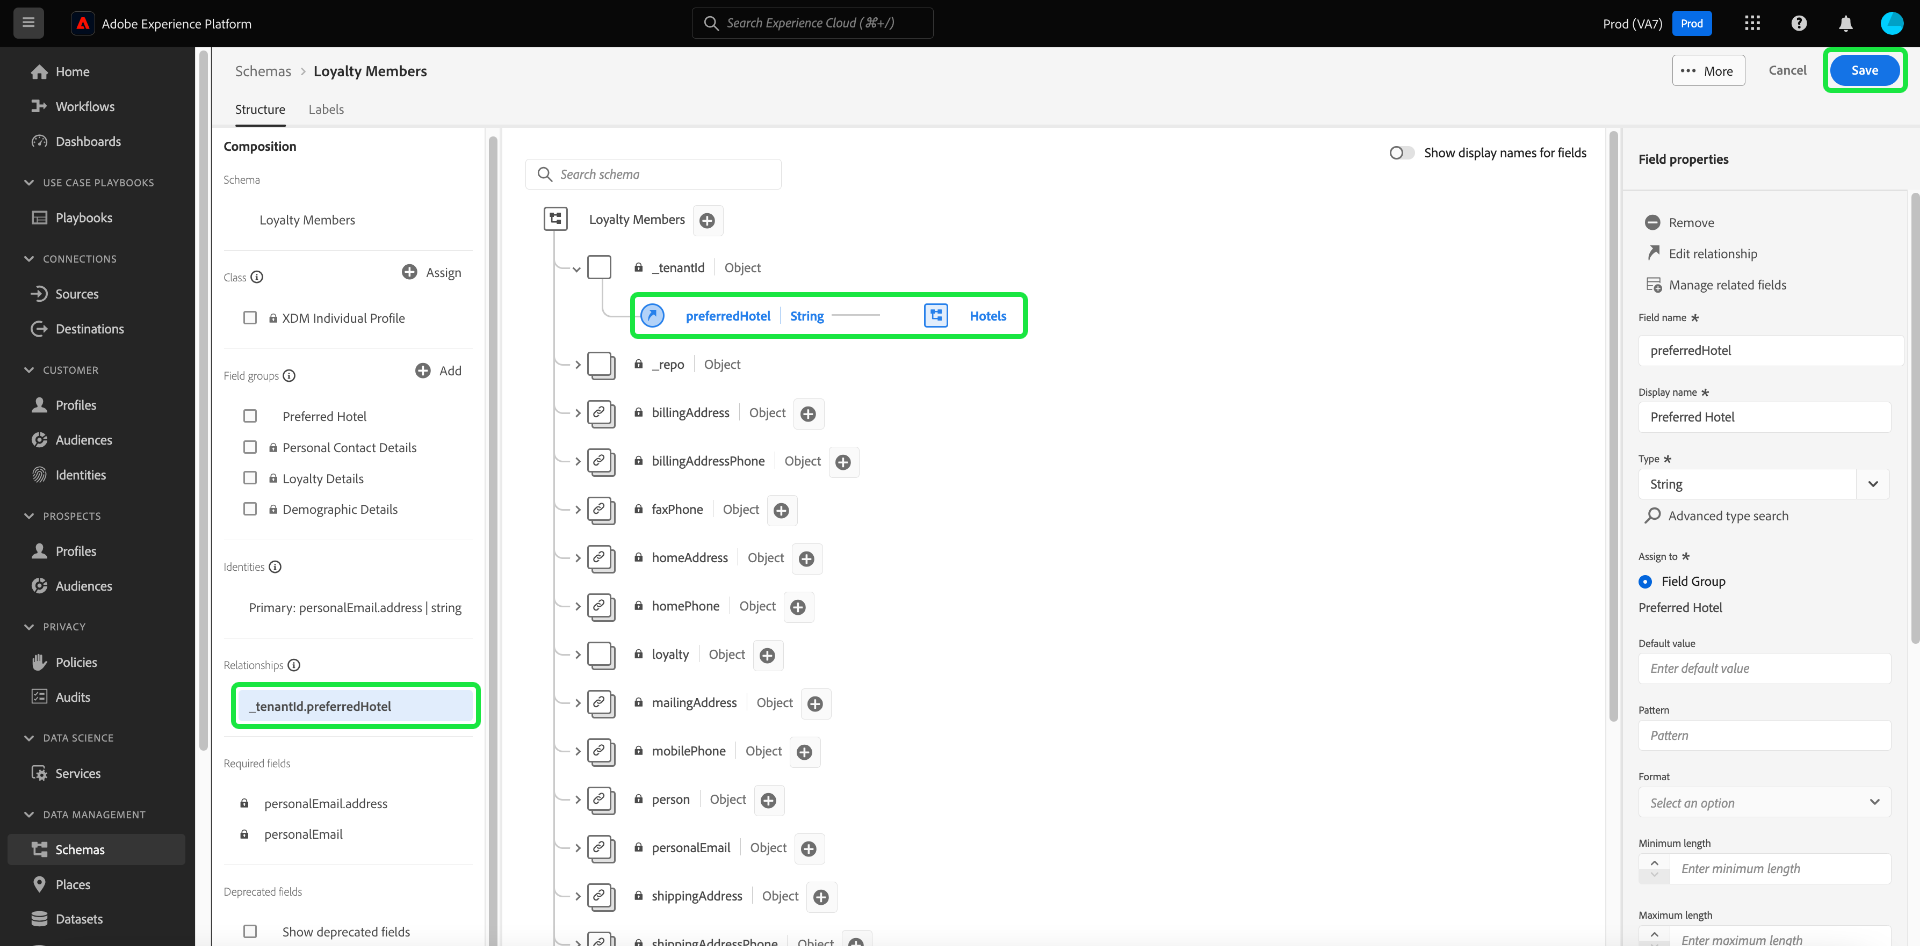 Adobe Experience Platform
Search Experience Cloud (⌘+/)
Prod (VA7)
Prod
Home
Workflows
Dashboards
USE CASE PLAYBOOKS
Playbooks
CONNECTIONS
Sources
Destinations
CUSTOMER
Profiles
Audiences
Identities
PROSPECTS
Profiles
Audiences
PRIVACY
Policies
Audits
DATA SCIENCE
Services
DATA MANAGEMENT
Schemas
Places
Datasets
Schemas > Loyalty Members
••• More
Cancel
Save
Structure
Labels
Composition
Schema
Loyalty Members
Class
Assign
XDM Individual Profile
Field groups
Add
Preferred Hotel
Personal Contact Details
Loyalty Details
Demographic Details
Identities
Primary: personalEmail.address | string
Relationships
_tenantId.preferredHotel
Required fields
personalEmail.address
personalEmail
Deprecated fields
Show deprecated fields
Show display names for fields
Search schema
Loyalty Members
_tenantId Object
preferredHotel String Hotels
_repo Object
billingAddress Object
billingAddressPhone Object
faxPhone Object
homeAddress Object
homePhone Object
loyalty Object
mailingAddress Object
mobilePhone Object
person Object
personalEmail Object
shippingAddress Object
shippingAddressPhone Object
Field properties
Remove
Edit relationship
Manage related fields
Field name *
preferredHotel
Display name *
Preferred Hotel
Type *
String
Advanced type search
Assign to *
Field Group
Preferred Hotel
Default value
Enter default value
Pattern
Pattern
Format
Select an option
Minimum length
Enter minimum length
Maximum length
Enter maximum length